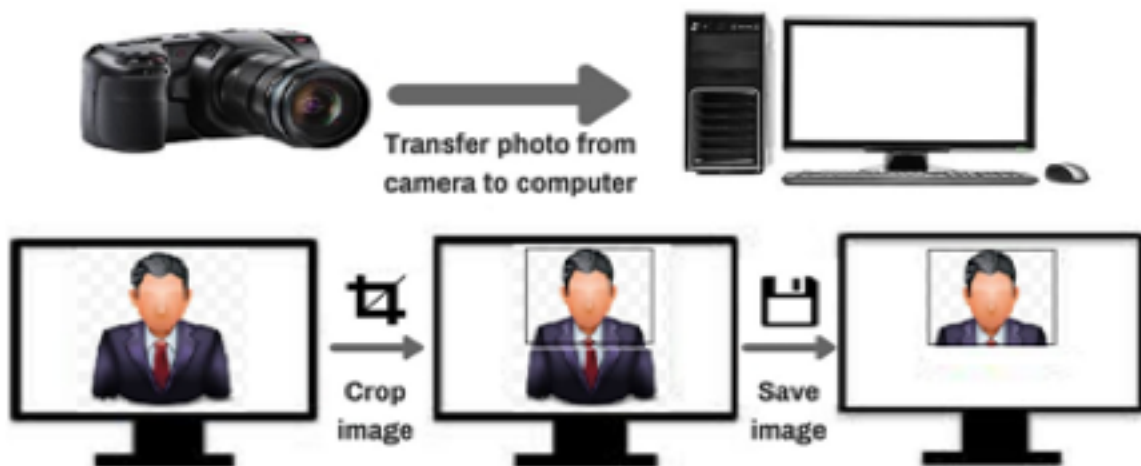 Transfer photo from
camera to computer
Crop
image
Save
image